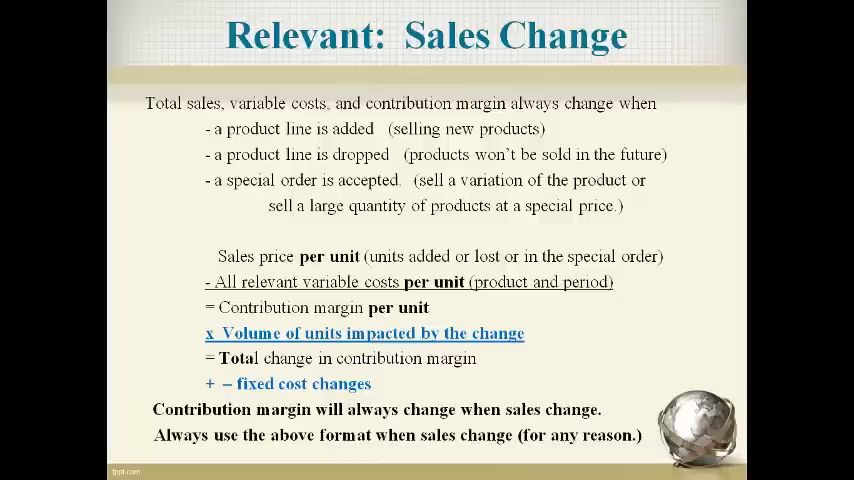 Relevant: Sales Change
Total sales, variable costs, and contribution margin always change when
- a product line is added (selling new products)
- a product line is dropped (products won't be sold in the future)
- a special order is accepted. (sell a variation of the product or
sell a large quantity of products at a special price.)
Sales price per unit (units added or lost or in the special order)
- All relevant variable costs per unit (product and period)
= Contribution margin per unit
x Volume of units impacted by the change
= Total change in contribution margin
+ – fixed cost changes
Contribution margin will always change when sales change.
Always use the above format when sales change (for any reason.)
fppt.com